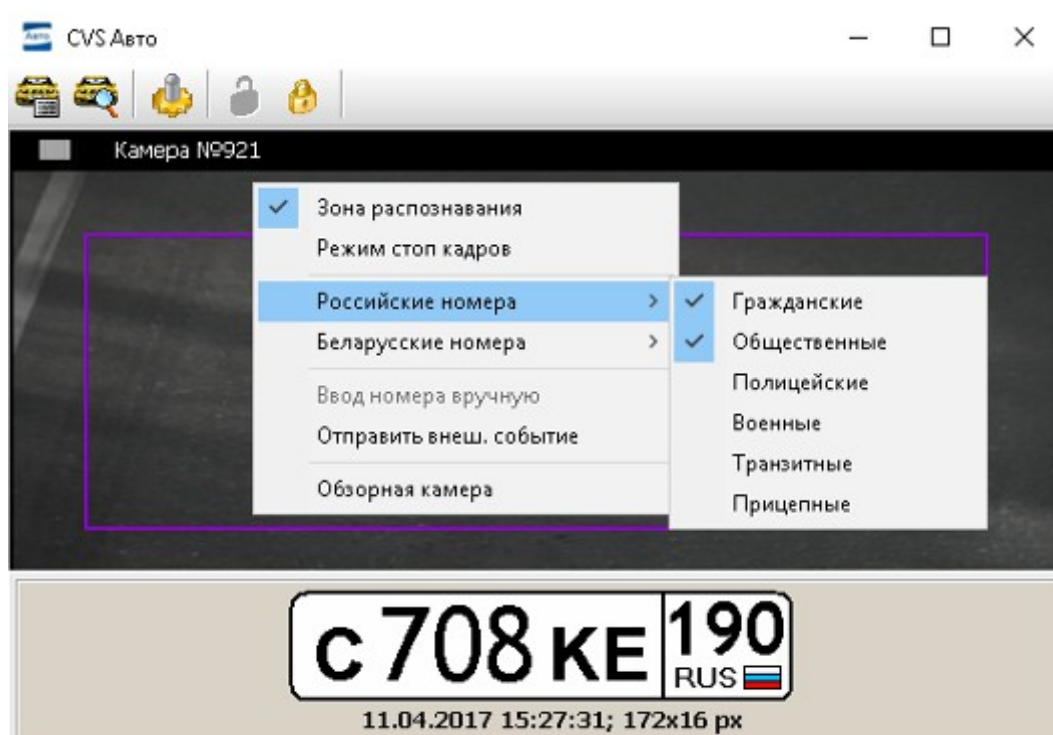 CVS Авто
Камера №921
Зона распознавания
Режим стоп кадров
Российские номера
Беларусские номера
Ввод номера вручную
Отправить внеш. событие
Обзорная камера
Гражданские
Общественные
Полицейские
Военные
Транзитные
Прицепные
с 708 КЕ 190
RUS
11.04.2017 15:27:31; 172x16 px